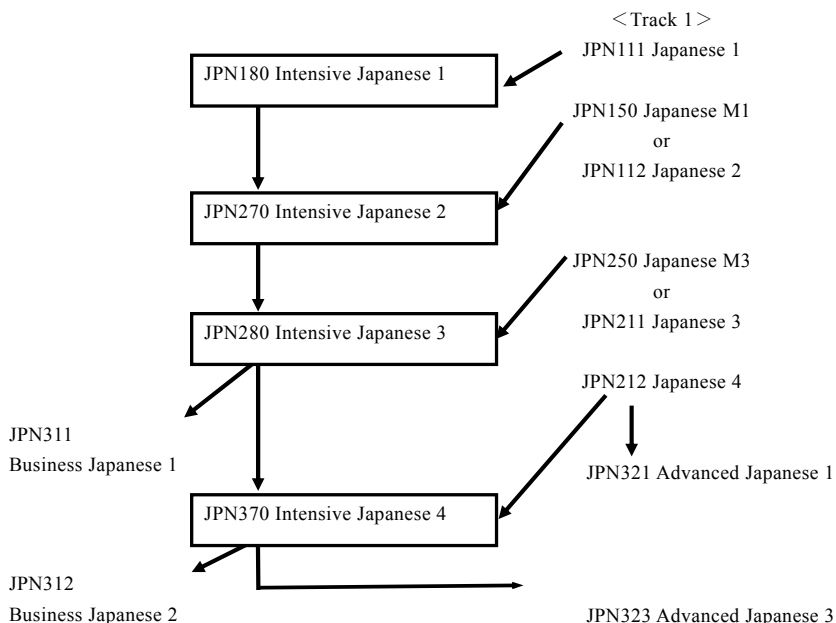 ＜Track 1＞
JPN111 Japanese 1
JPN180 Intensive Japanese 1
JPN150 Japanese M1
or
JPN112 Japanese 2
JPN270 Intensive Japanese 2
JPN250 Japanese M3
or
JPN211 Japanese 3
JPN280 Intensive Japanese 3
JPN212 Japanese 4
JPN311
Business Japanese 1
JPN321 Advanced Japanese 1
JPN370 Intensive Japanese 4
JPN312
Business Japanese 2
JPN323 Advanced Japanese 3